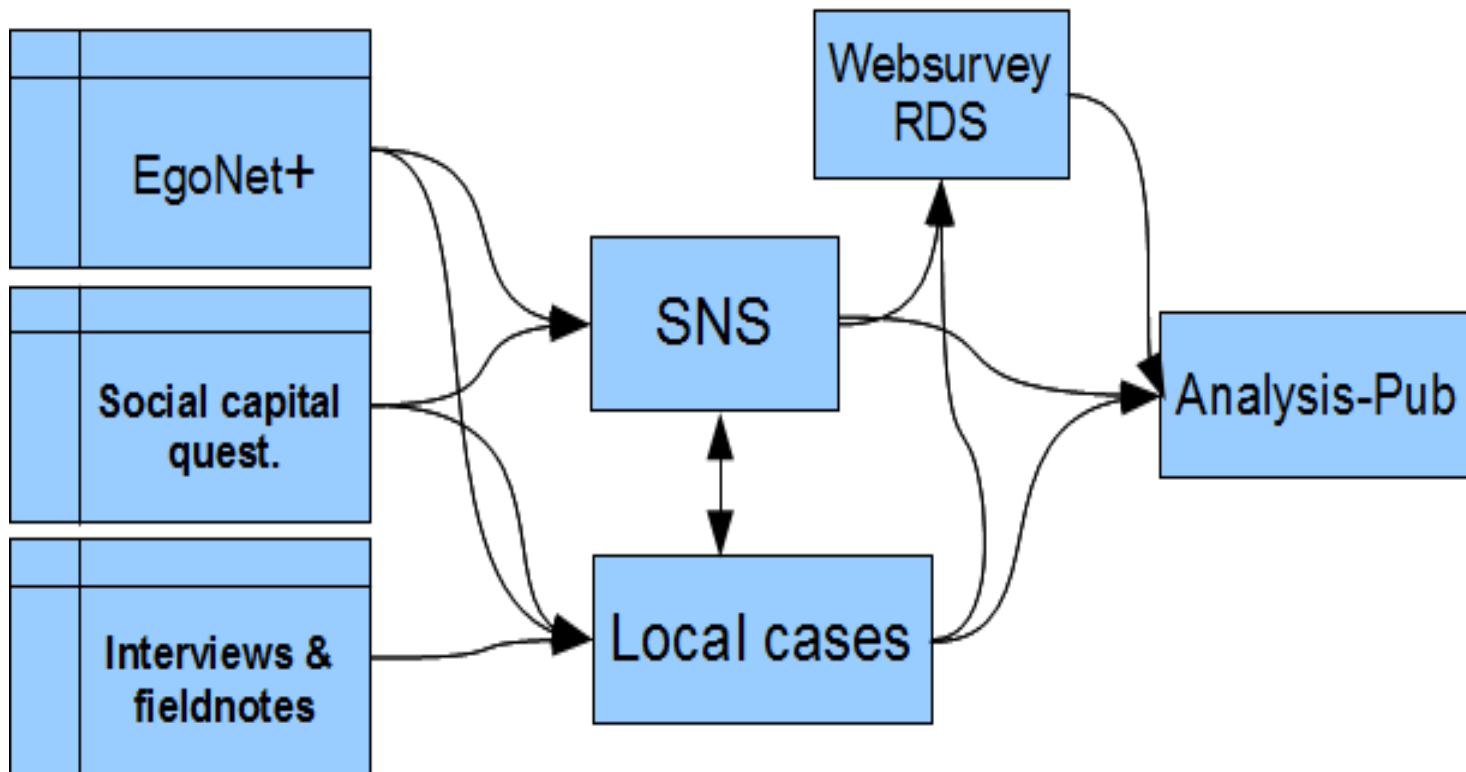 EgoNet+
Social capital
quest.
Interviews &
fieldnotes
SNS
Local cases
Websurvey
RDS
Analysis-Pub